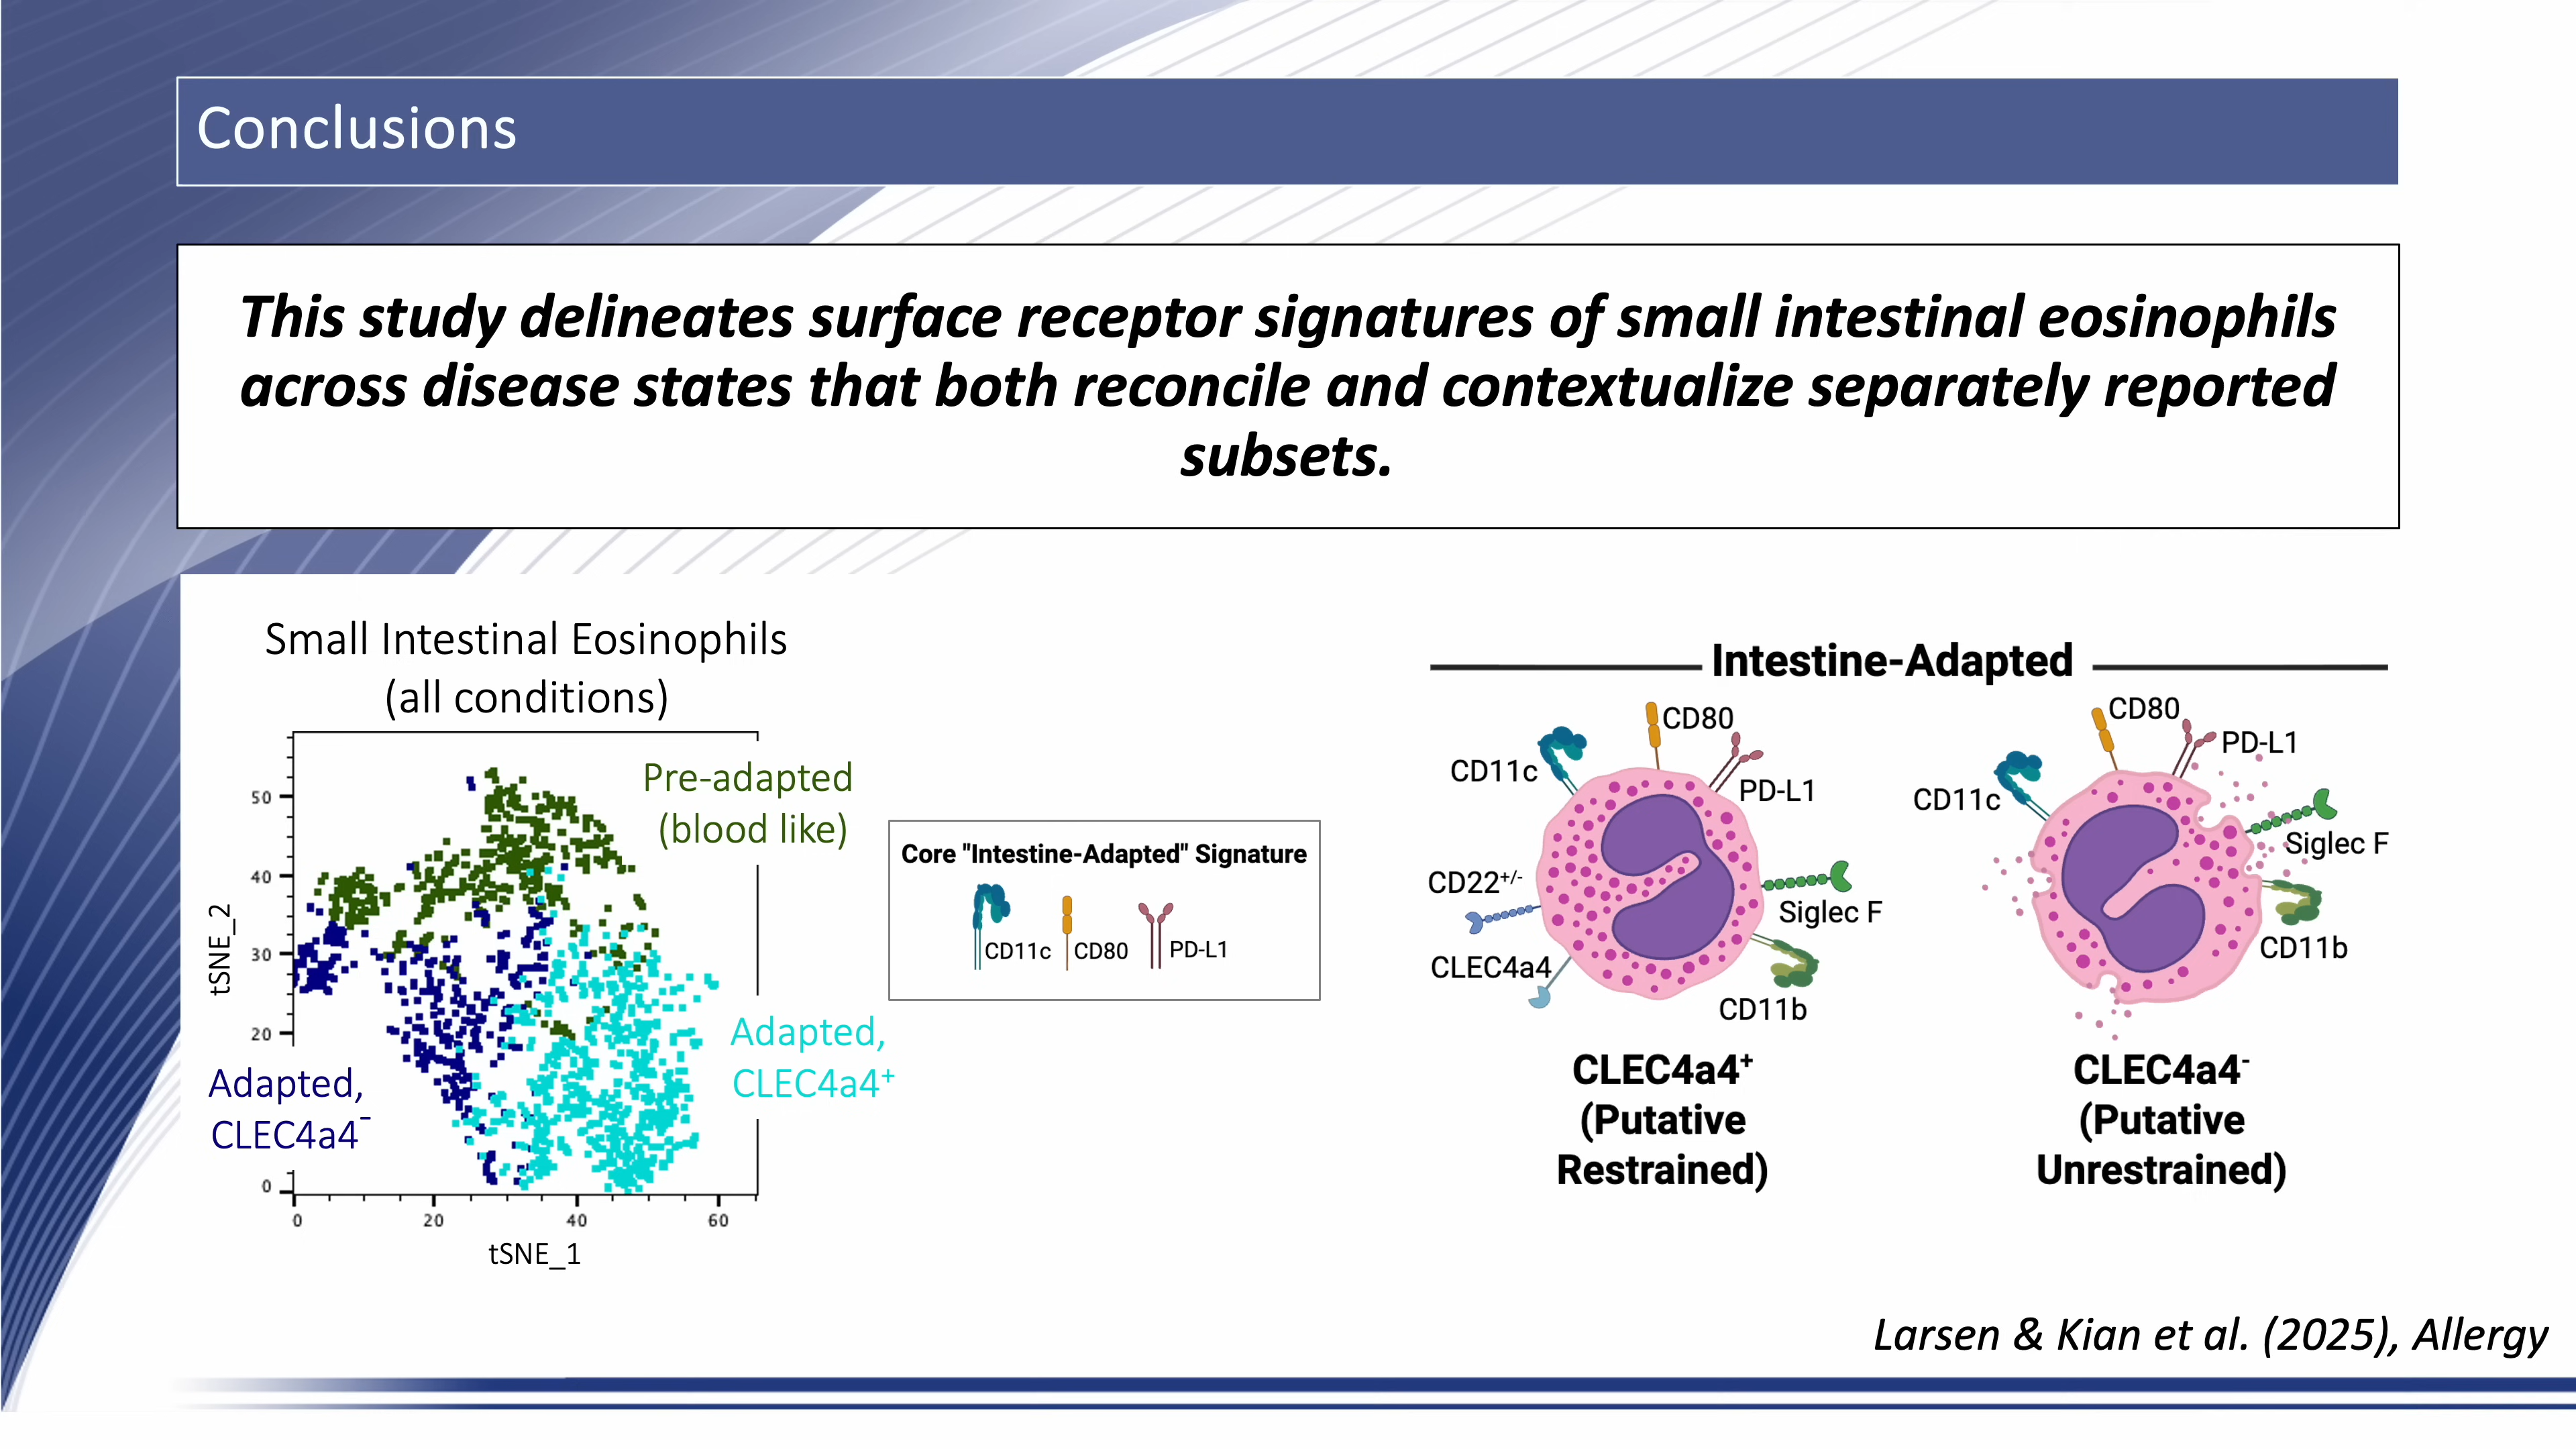 Conclusions
This study delineates surface receptor signatures of small intestinal eosinophils
across disease states that both reconcile and contextualize separately reported
subsets.
Small Intestinal Eosinophils
(all conditions)
Pre-adapted
(blood like)
Adapted,
CLEC4a4⁺
Adapted,
CLEC4a4⁻
tSNE_2
50
40
30
20
0
0
20
40
60
tSNE_1
Core "Intestine-Adapted" Signature
CD11c
CD80
PD-L1
Intestine-Adapted
CD80
CD11c
PD-L1
CD22⁺/⁻
Siglec F
CLEC4a4
CD11b
CLEC4a4⁺
(Putative
Restrained)
CD80
PD-L1
CD11c
Siglec F
CD11b
CLEC4a4⁻
(Putative
Unrestrained)
Larsen & Kian et al. (2025), Allergy